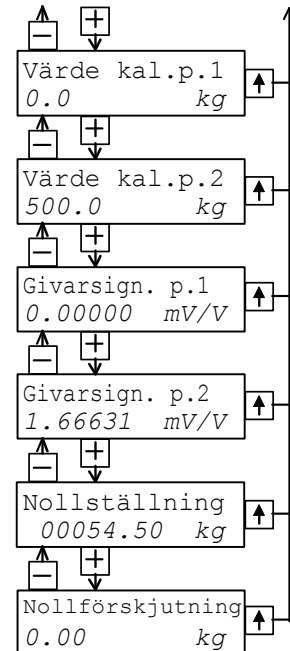 − +
Värde kal.p.1
0.0 kg
− +
Värde kal.p.2
500.0 kg
− +
Givarsign. p.1
0.00000 mV/V
− +
Givarsign. p.2
1.66631 mV/V
− +
Nollställning
00054.50 kg
− +
Nollförskjutning
0.00 kg